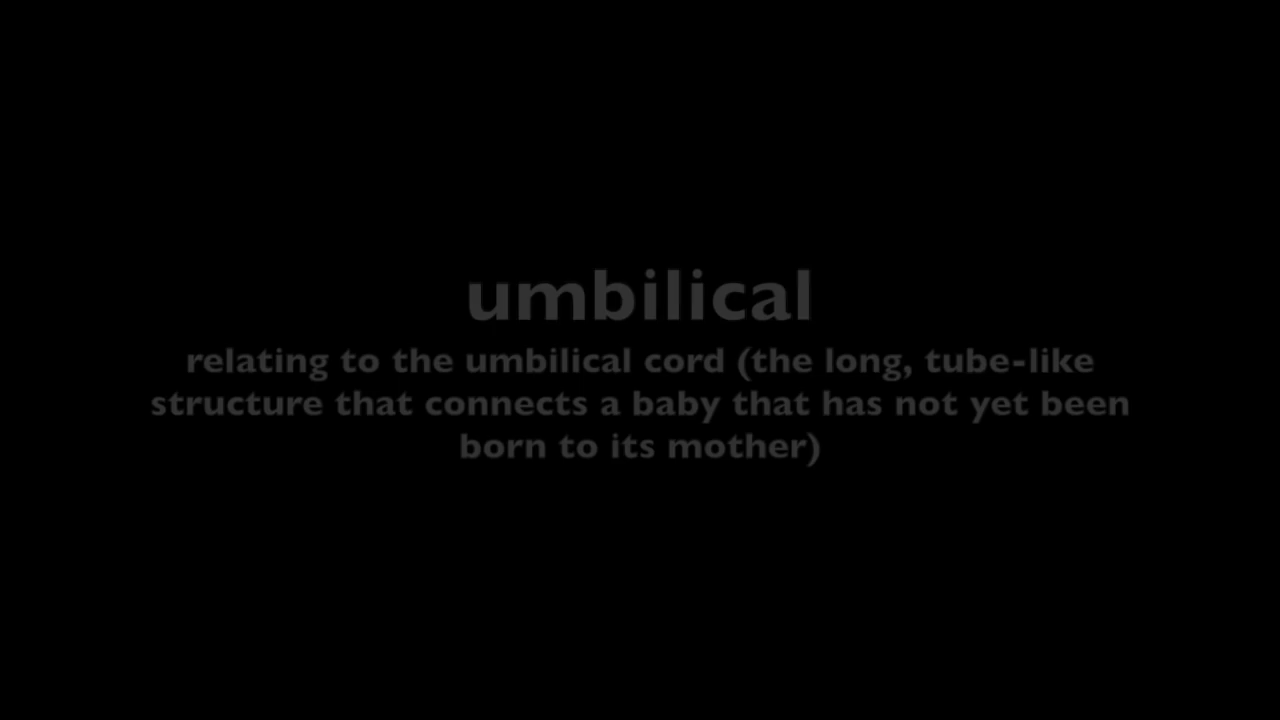 umbilical
relating to the umbilical cord (the long, tube-like
structure that connects a baby that has not yet been
born to its mother)